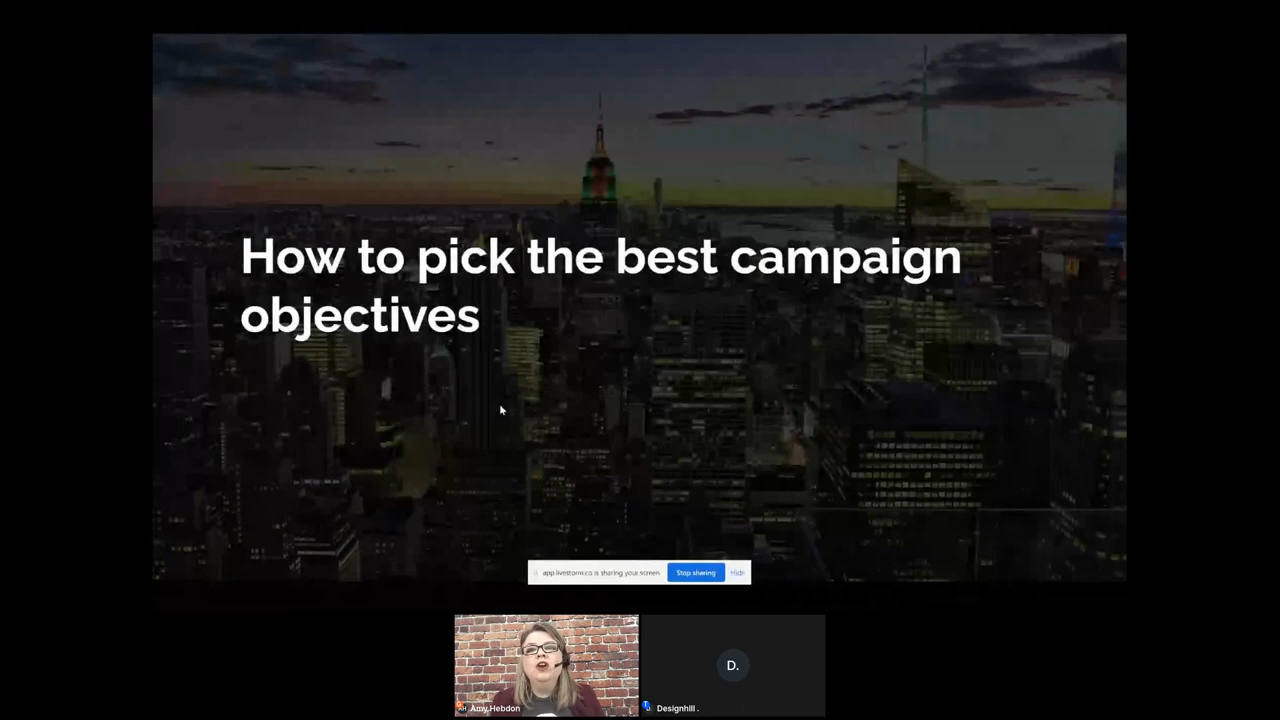 How to pick the best campaign
objectives
app.livestorm.co is sharing your screen.
Stop sharing
Hide
D.
AH
Amy Hebdon
Designhill .